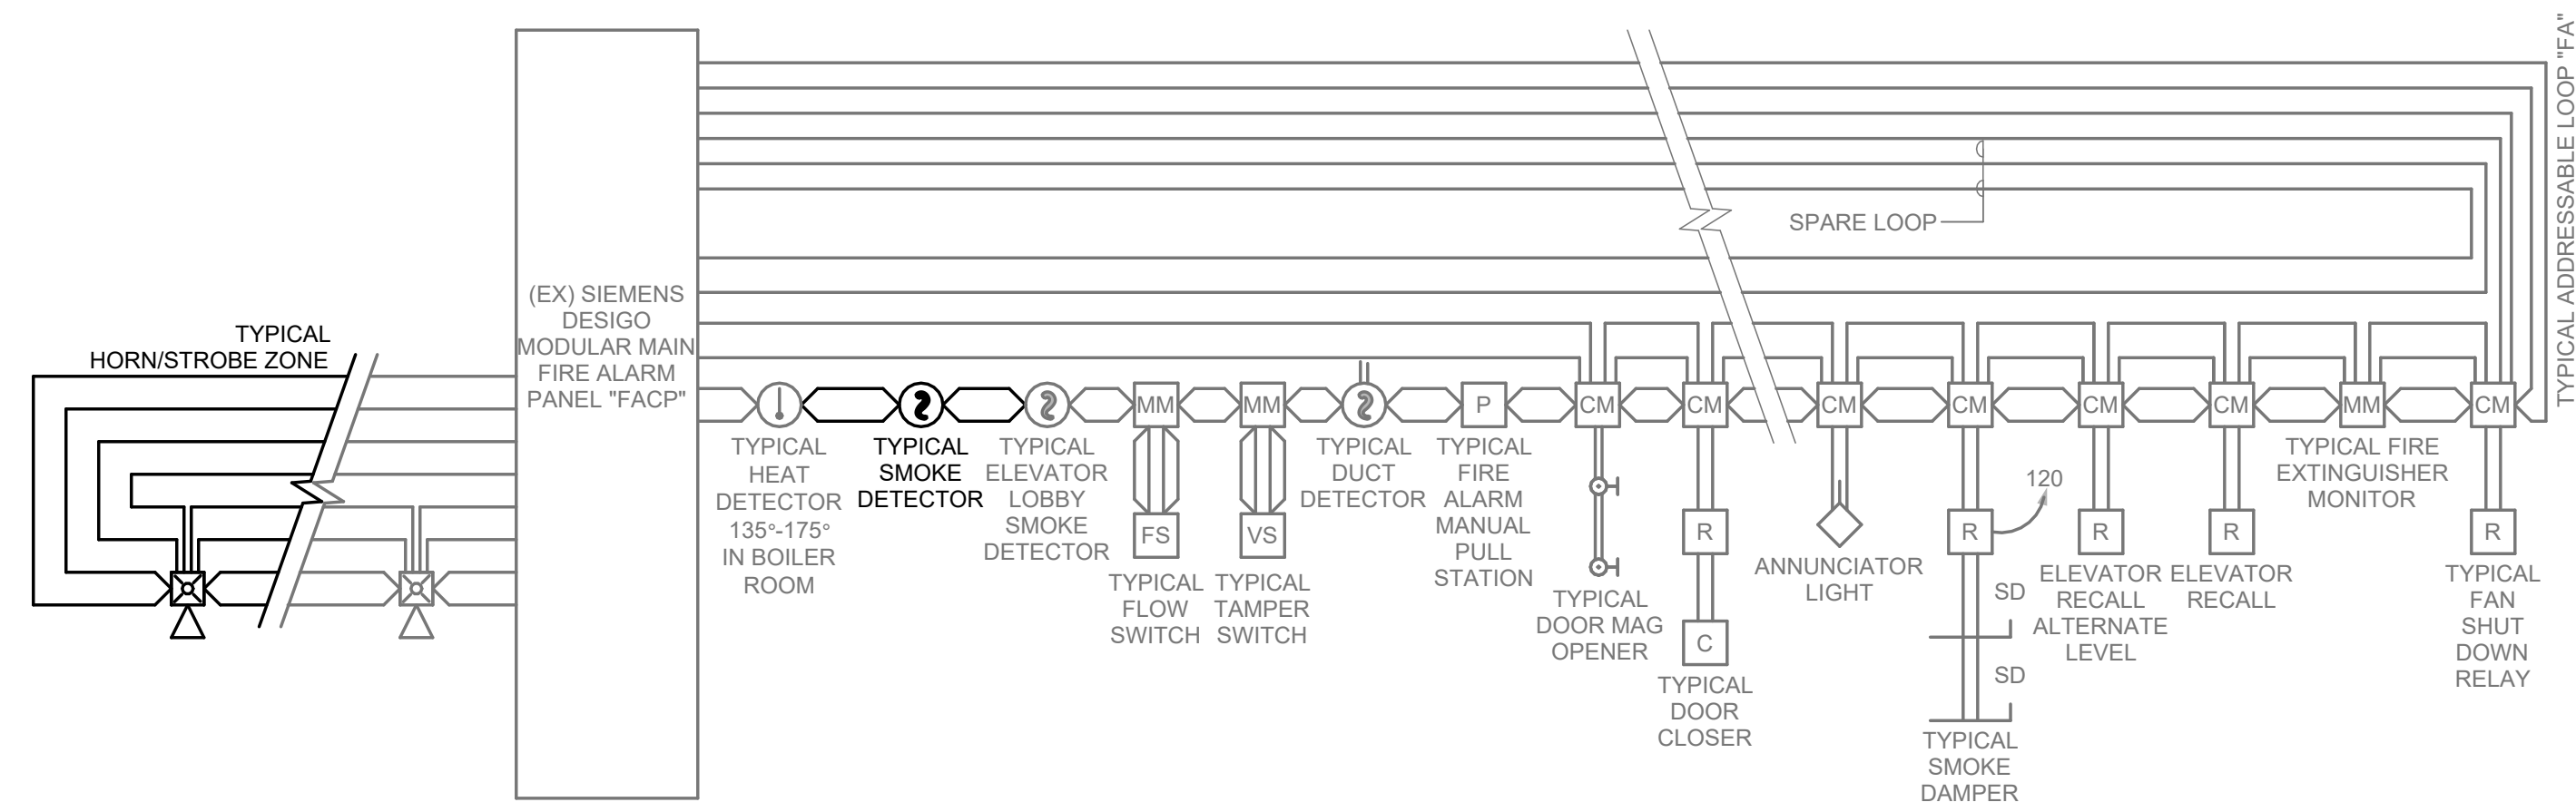 TYPICAL
HORN/STROBE ZONE
(EX) SIEMENS
DESIGO
MODULAR MAIN
FIRE ALARM
PANEL "FACP"
SPARE LOOP
TYPICAL ADDRESSABLE LOOP "FA"
MM
MM
P
CM
CM
CM
CM
CM
CM
MM
CM
TYPICAL
HEAT
DETECTOR
135°-175°
IN BOILER
ROOM
TYPICAL
SMOKE
DETECTOR
TYPICAL
ELEVATOR
LOBBY
SMOKE
DETECTOR
FS
TYPICAL
FLOW
SWITCH
VS
TYPICAL
TAMPER
SWITCH
TYPICAL
DUCT
DETECTOR
TYPICAL
FIRE
ALARM
MANUAL
PULL
STATION
TYPICAL
DOOR MAG
OPENER
R
C
TYPICAL
DOOR
CLOSER
ANNUNCIATOR
LIGHT
R
120
SD
SD
TYPICAL
SMOKE
DAMPER
R
ELEVATOR
RECALL
ALTERNATE
LEVEL
R
ELEVATOR
RECALL
TYPICAL FIRE
EXTINGUISHER
MONITOR
R
TYPICAL
FAN
SHUT
DOWN
RELAY